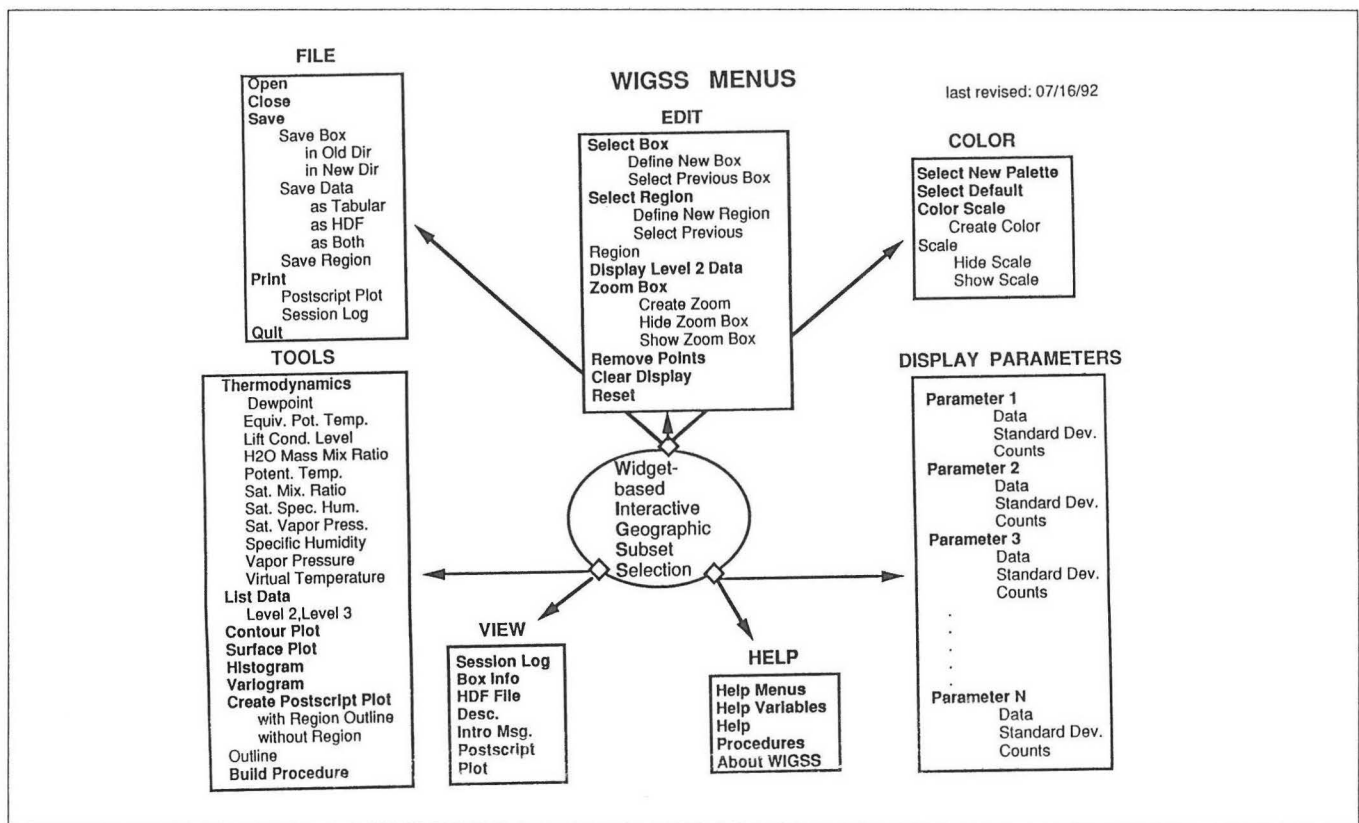 WIGSS MENUS
last revised: 07/16/92
FILE
Open
Close
Save
Save Box
in Old Dir
in New Dir
Save Data
as Tabular
as HDF
as Both
Save Region
Print
Postscript Plot
Session Log
Quit
EDIT
Select Box
Define New Box
Select Previous Box
Select Region
Define New Region
Select Previous
Region
Display Level 2 Data
Zoom Box
Create Zoom
Hide Zoom Box
Show Zoom Box
Remove Points
Clear Display
Reset
COLOR
Select New Palette
Select Default
Color Scale
Create Color
Scale
Hide Scale
Show Scale
TOOLS
Thermodynamics
Dewpoint
Equiv. Pot. Temp.
Lift Cond. Level
H2O Mass Mix Ratio
Potent. Temp.
Sat. Mix. Ratio
Sat. Spec. Hum.
Sat. Vapor Press.
Specific Humidity
Vapor Pressure
Virtual Temperature
List Data
Level 2,Level 3
Contour Plot
Surface Plot
Histogram
Variogram
Create Postscript Plot
with Region Outline
without Region
Outline
Build Procedure
Widget-
based
Interactive
Geographic
Subset
Selection
DISPLAY PARAMETERS
Parameter 1
Data
Standard Dev.
Counts
Parameter 2
Data
Standard Dev.
Counts
Parameter 3
Data
Standard Dev.
Counts
.
.
.
.
.
Parameter N
Data
Standard Dev.
Counts
VIEW
Session Log
Box Info
HDF File
Desc.
Intro Msg.
Postscript
Plot
HELP
Help Menus
Help Variables
Help
Procedures
About WIGSS